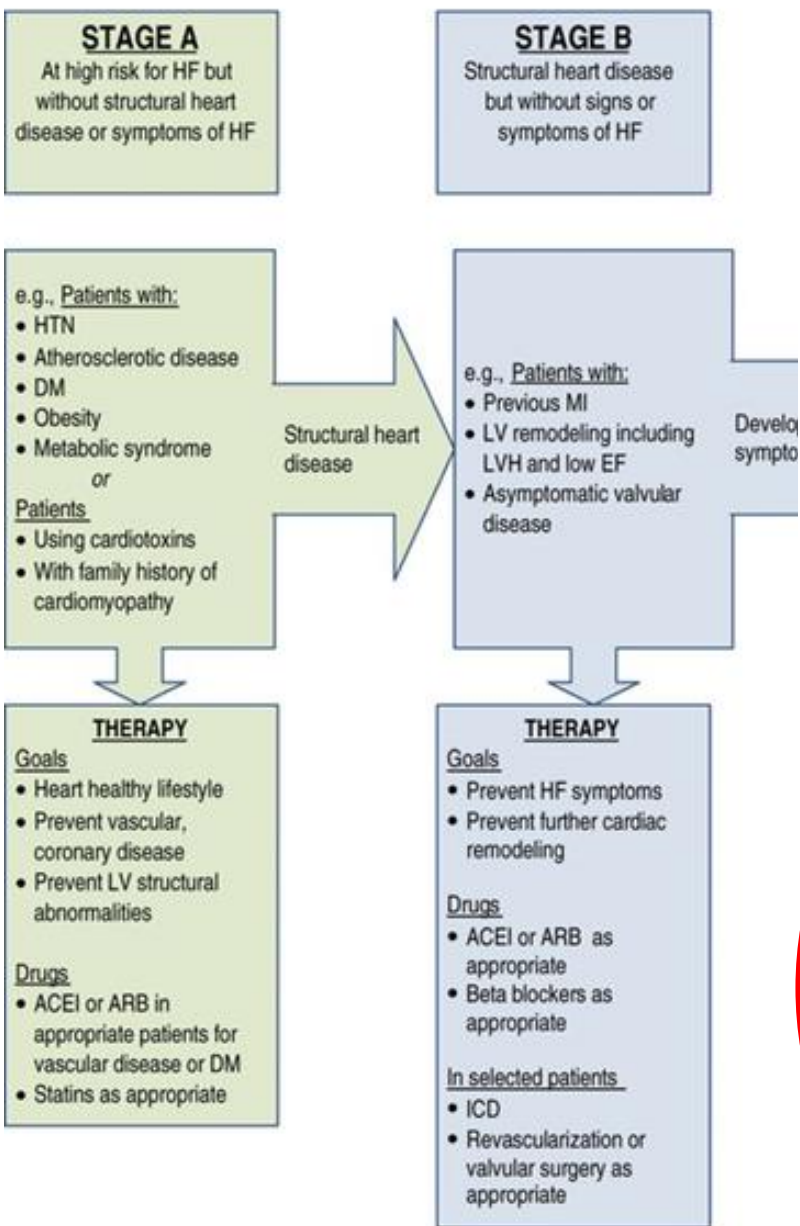 STAGE A
At high risk for HF but
without structural heart
disease or symptoms of HF
STAGE B
Structural heart disease
but without signs or
symptoms of HF
e.g., Patients with:
• HTN
• Atherosclerotic disease
• DM
• Obesity
• Metabolic syndrome
or
Patients
• Using cardiotoxins
• With family history of
cardiomyopathy
Structural heart
disease
e.g., Patients with:
• Previous MI
• LV remodeling including
LVH and low EF
• Asymptomatic valvular
disease
THERAPY
Goals
• Heart healthy lifestyle
• Prevent vascular,
coronary disease
• Prevent LV structural
abnormalities
Drugs
• ACEI or ARB in
appropriate patients for
vascular disease or DM
• Statins as appropriate
THERAPY
Goals
• Prevent HF symptoms
• Prevent further cardiac
remodeling
Drugs
• ACEI or ARB as
appropriate
• Beta blockers as
appropriate
In selected patients
• ICD
• Revascularization or
valvular surgery as
appropriate